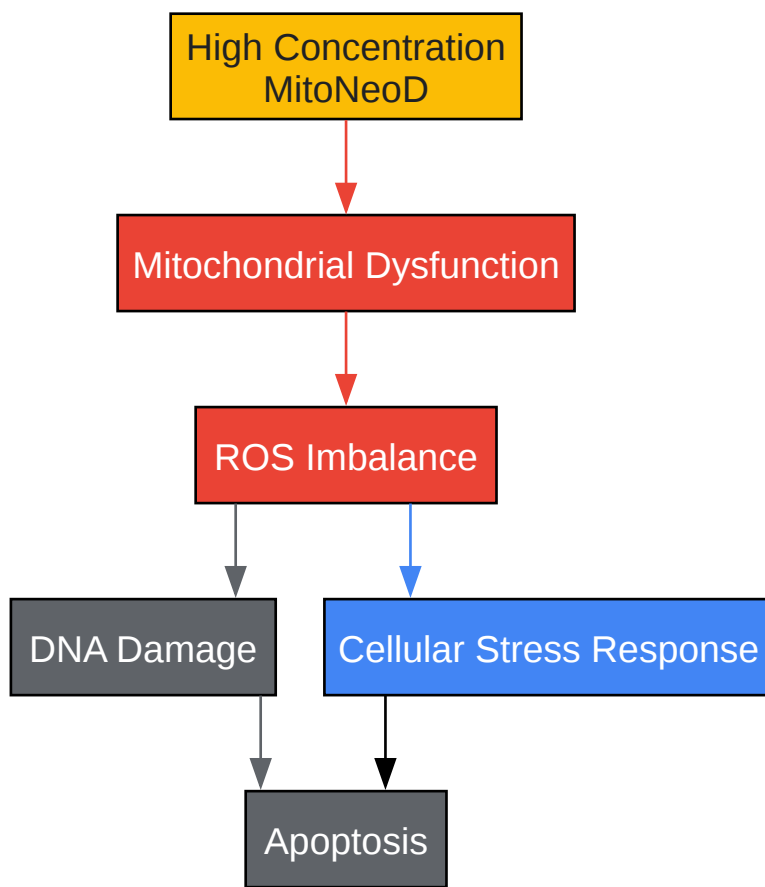 High Concentration
MitoNeoD
Mitochondrial Dysfunction
ROS Imbalance
DNA Damage
Cellular Stress Response
Apoptosis